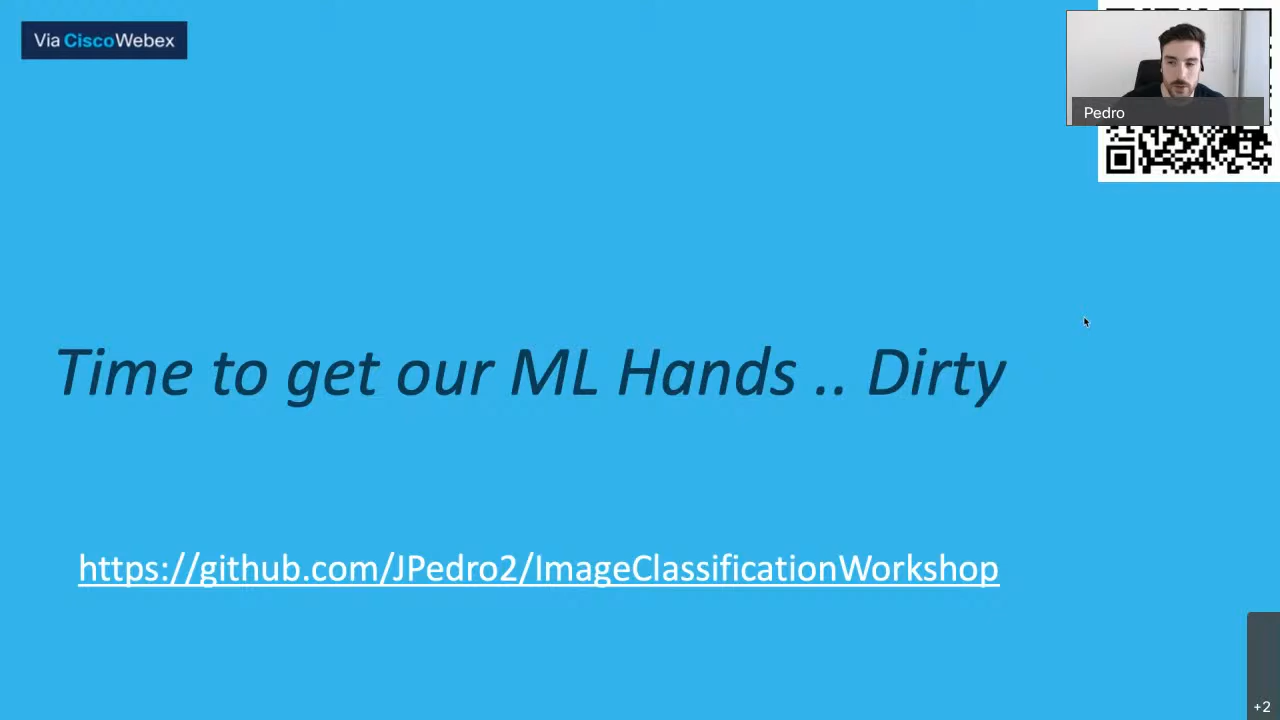 Via CiscoWebex
Pedro
Time to get our ML Hands .. Dirty
https://github.com/JPedro2/ImageClassificationWorkshop
+2